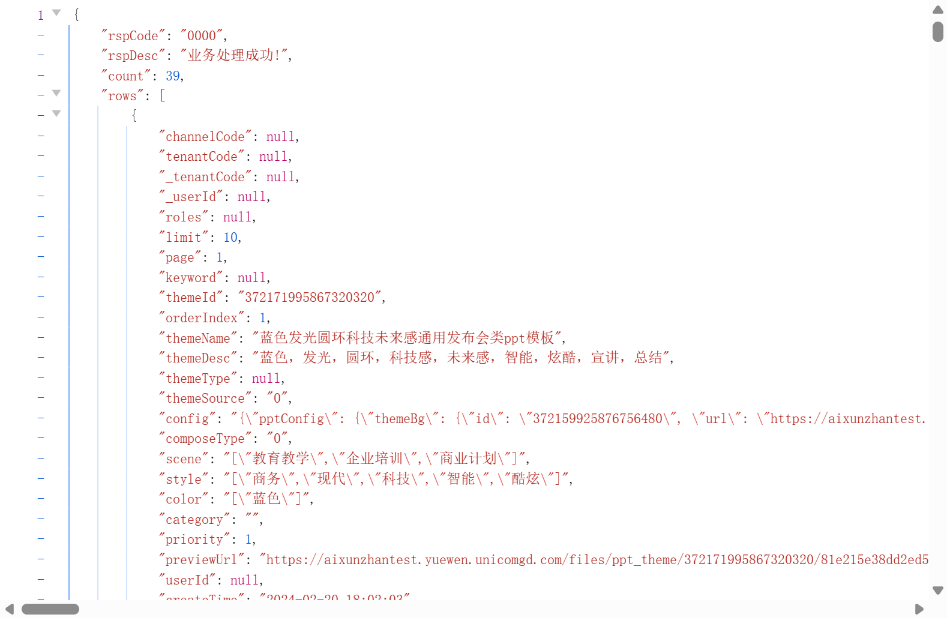 1 {
"rspCode": "0000",
"rspDesc": "业务处理成功!",
"count": 39,
"rows": [
{
"channelCode": null,
"tenantCode": null,
"_tenantCode": null,
"_userId": null,
"roles": null,
"limit": 10,
"page": 1,
"keyword": null,
"themeId": "372171995867320320",
"orderIndex": 1,
"themeName": "蓝色发光圆环科技未来感通用发布会类ppt模板",
"themeDesc": "蓝色, 发光, 圆环, 科技感, 未来感, 智能, 炫酷, 宣讲, 总结",
"themeType": null,
"themeSource": "0",
"config": "{\"pptConfig\": {\"themeBg\": {\"id\": \"372159925876756480\", \"url\": \"https://aixunzhantest.
"composeType": "0",
"scene": "[\"教育教学\",\"企业培训\",\"商业计划\"]",
"style": "[\"商务\",\"现代\",\"科技\",\"智能\",\"酷炫\"]",
"color": "[\"蓝色\"]",
"category": "",
"priority": 1,
"previewUrl": "https://aixunzhantest.yuewen.unicomgd.com/files/ppt_theme/372171995867320320/81e215e38dd2ed5
"userId": null,
"createTime": "2024-02-20 18:02:03"